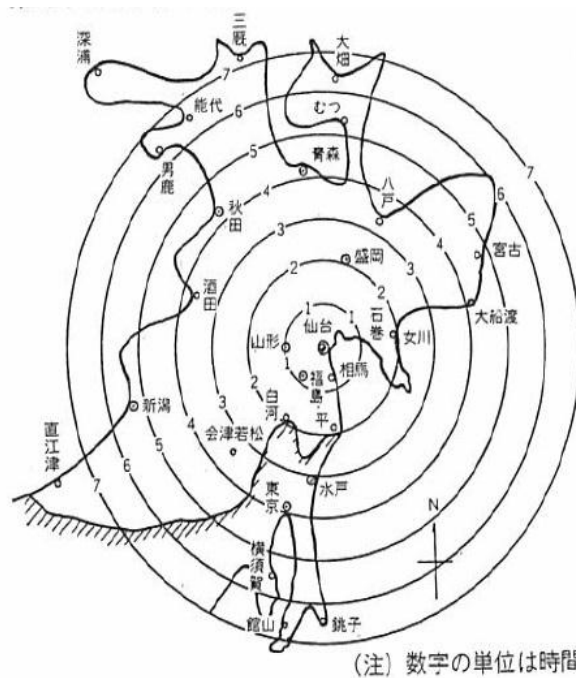 三厩
大畑
深浦
7
能代
6
むつ
7
5
男鹿
青森
6
4
八戸
秋田
5
3
4
宮古
盛岡
2
3
酒田
2
大船渡
1
1
石巻
仙台
山形
女川
1
相馬
福島
2
白河
平
新潟
3
会津若松
4
直江津
5
6
水戸
7
東京
N
横須賀
館山
銚子
(注) 数字の単位は時間